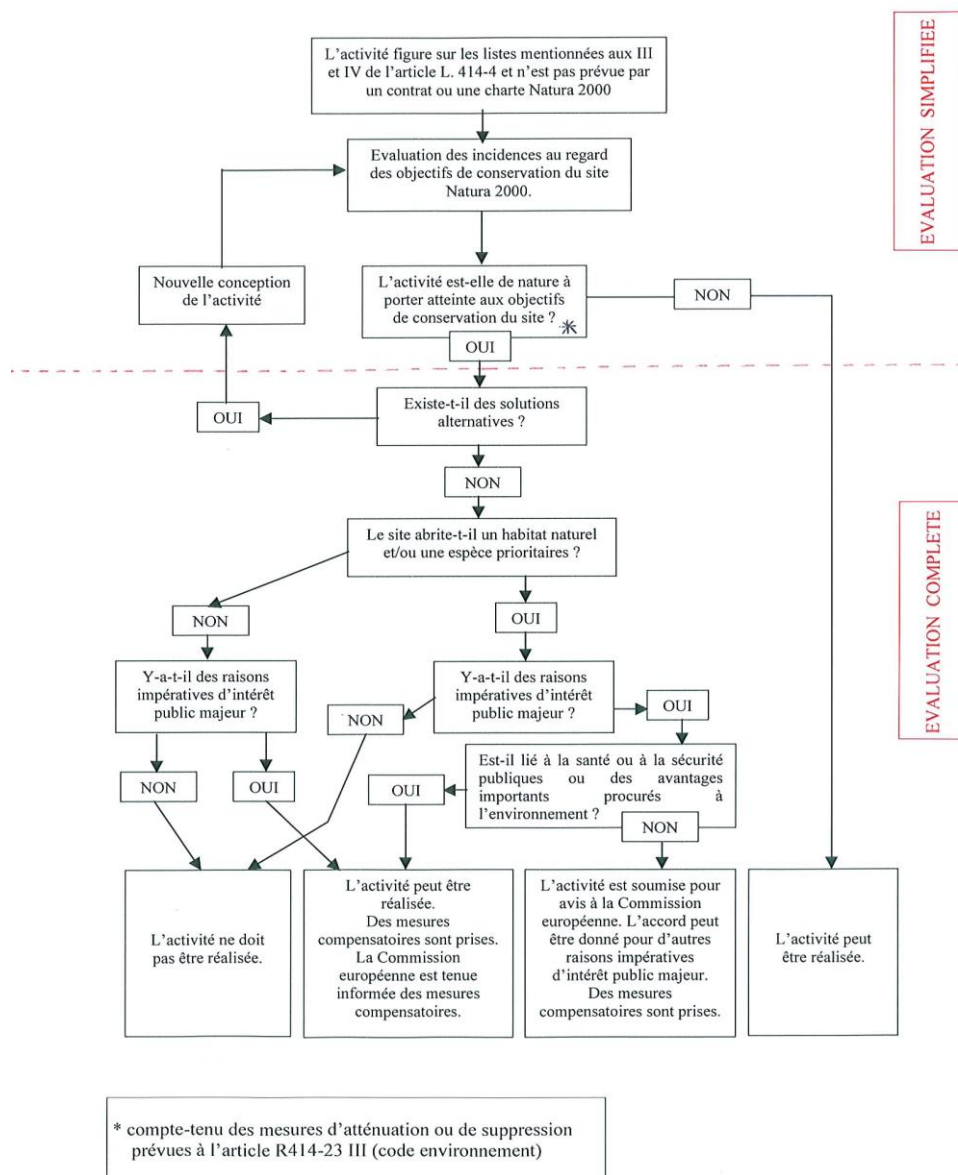 L'activité figure sur les listes mentionnées aux III
et IV de l'article L. 414-4 et n'est pas prévue par
un contrat ou une charte Natura 2000
EVALUATION SIMPLIFIEE
Evaluation des incidences au regard
des objectifs de conservation du site
Natura 2000.
Nouvelle conception
de l'activité
L'activité est-elle de nature à
porter atteinte aux objectifs
de conservation du site ? *
NON
OUI
OUI
Existe-t-il des solutions
alternatives ?
NON
Le site abrite-t-il un habitat naturel
et/ou une espèce prioritaires ?
EVALUATION COMPLETE
NON
OUI
Y-a-t-il des raisons
impératives d'intérêt
public majeur ?
Y-a-t-il des raisons
impératives d'intérêt
public majeur ?
NON
OUI
NON
OUI
OUI
Est-il lié à la santé ou à la sécurité
publiques ou des avantages
importants procurés à
l'environnement ?
NON
L'activité ne doit
pas être réalisée.
L'activité peut être
réalisée.
Des mesures
compensatoires sont prises.
La Commission
européenne est tenue
informée des mesures
compensatoires.
L'activité est soumise pour
avis à la Commission
européenne. L'accord peut
être donné pour d'autres
raisons impératives
d'intérêt public majeur.
Des mesures
compensatoires sont prises.
L'activité peut
être réalisée.
* compte-tenu des mesures d'atténuation ou de suppression
prévues à l'article R414-23 III (code environnement)